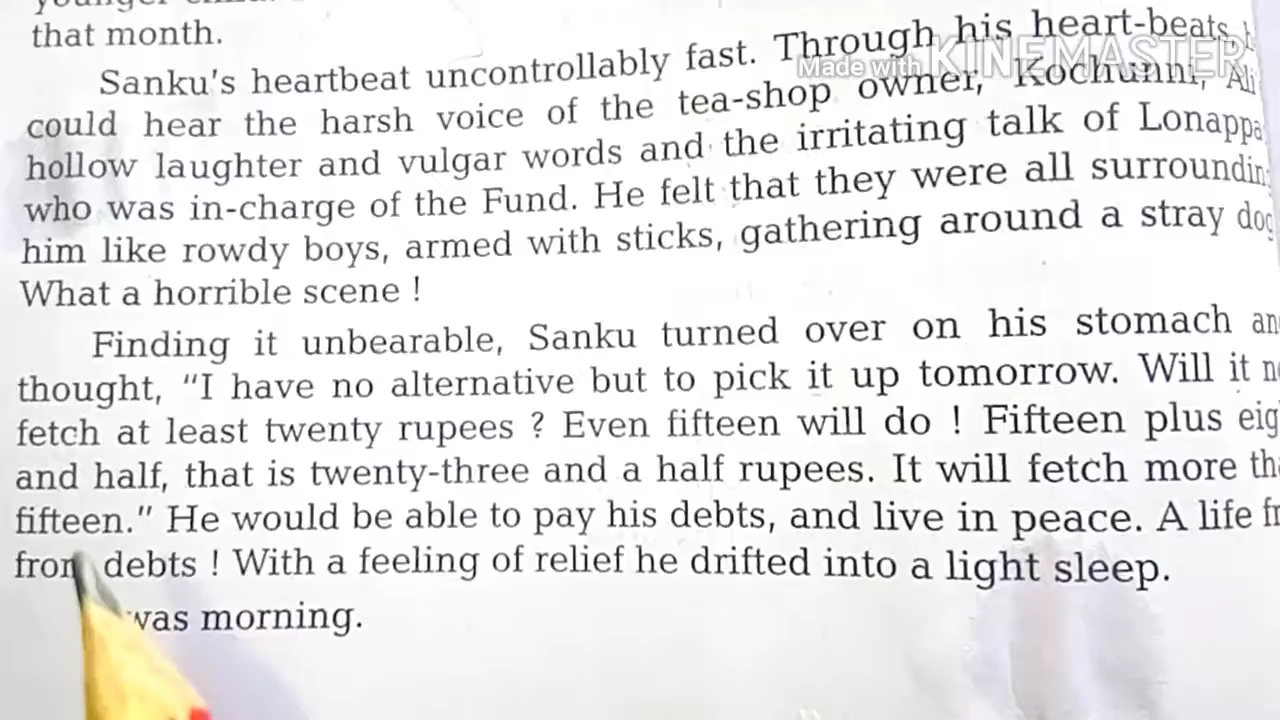 that month.
Sanku's heartbeat uncontrollably fast. Through his heart-beats
Made with KINEMASTER
could hear the harsh voice of the tea-shop owner, Kochunni, Ali
hollow laughter and vulgar words and the irritating talk of Lonappa
who was in-charge of the Fund. He felt that they were all surroundin
him like rowdy boys, armed with sticks, gathering around a stray dog
What a horrible scene !
Finding it unbearable, Sanku turned over on his stomach an
thought, "I have no alternative but to pick it up tomorrow. Will it n
fetch at least twenty rupees ? Even fifteen will do ! Fifteen plus eig
and half, that is twenty-three and a half rupees. It will fetch more th
fifteen." He would be able to pay his debts, and live in peace. A life fr
from debts ! With a feeling of relief he drifted into a light sleep.
was morning.